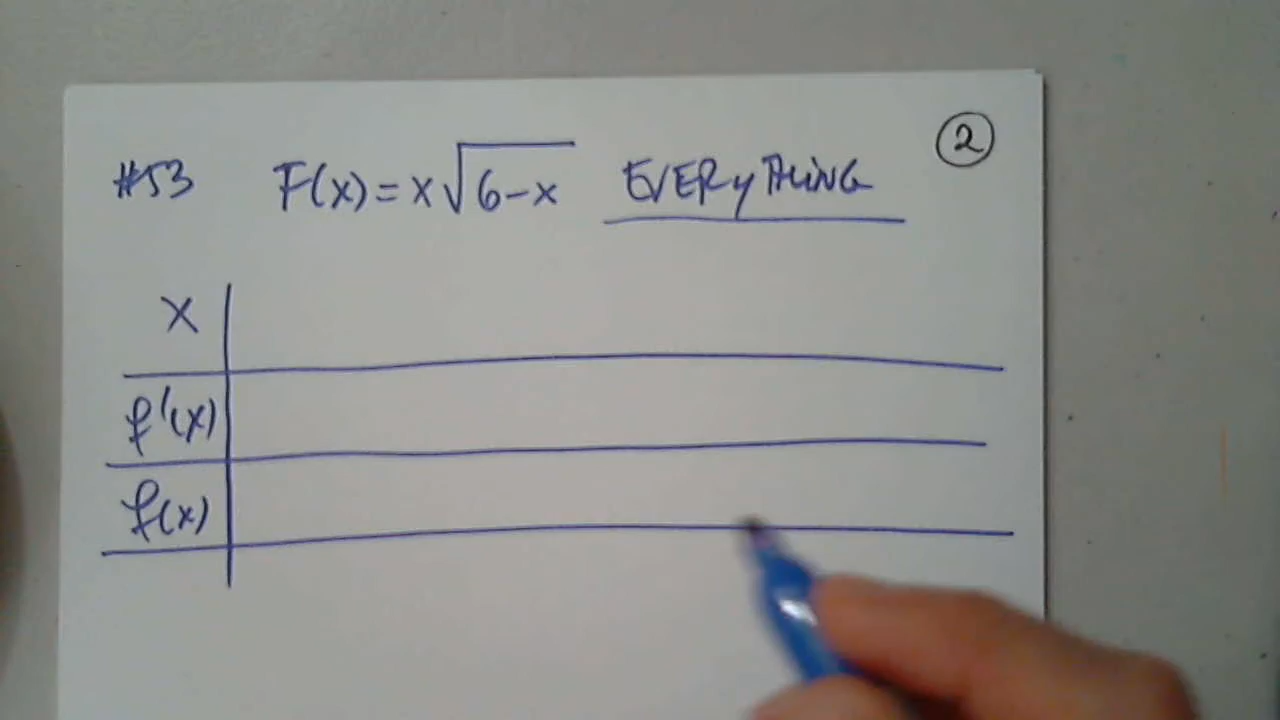 ②
#53 F(x) = x√(6-x) EVERYTHING
x
f'(x)
f(x)